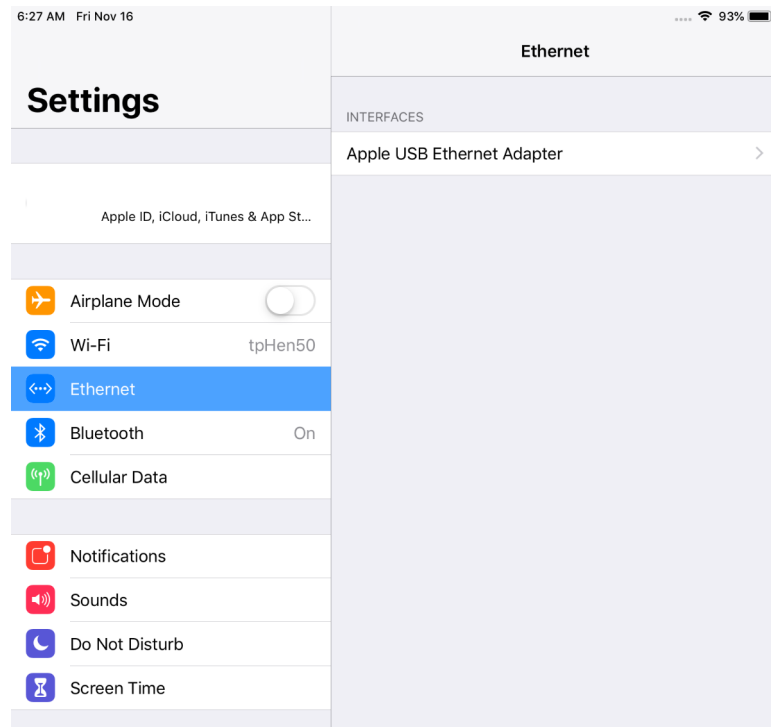 6:27 AM Fri Nov 16
93%
Settings
Apple ID, iCloud, iTunes & App St...
Airplane Mode
Wi-Fi tpHen50
Ethernet
Bluetooth On
Cellular Data
Notifications
Sounds
Do Not Disturb
Screen Time
Ethernet
INTERFACES
Apple USB Ethernet Adapter